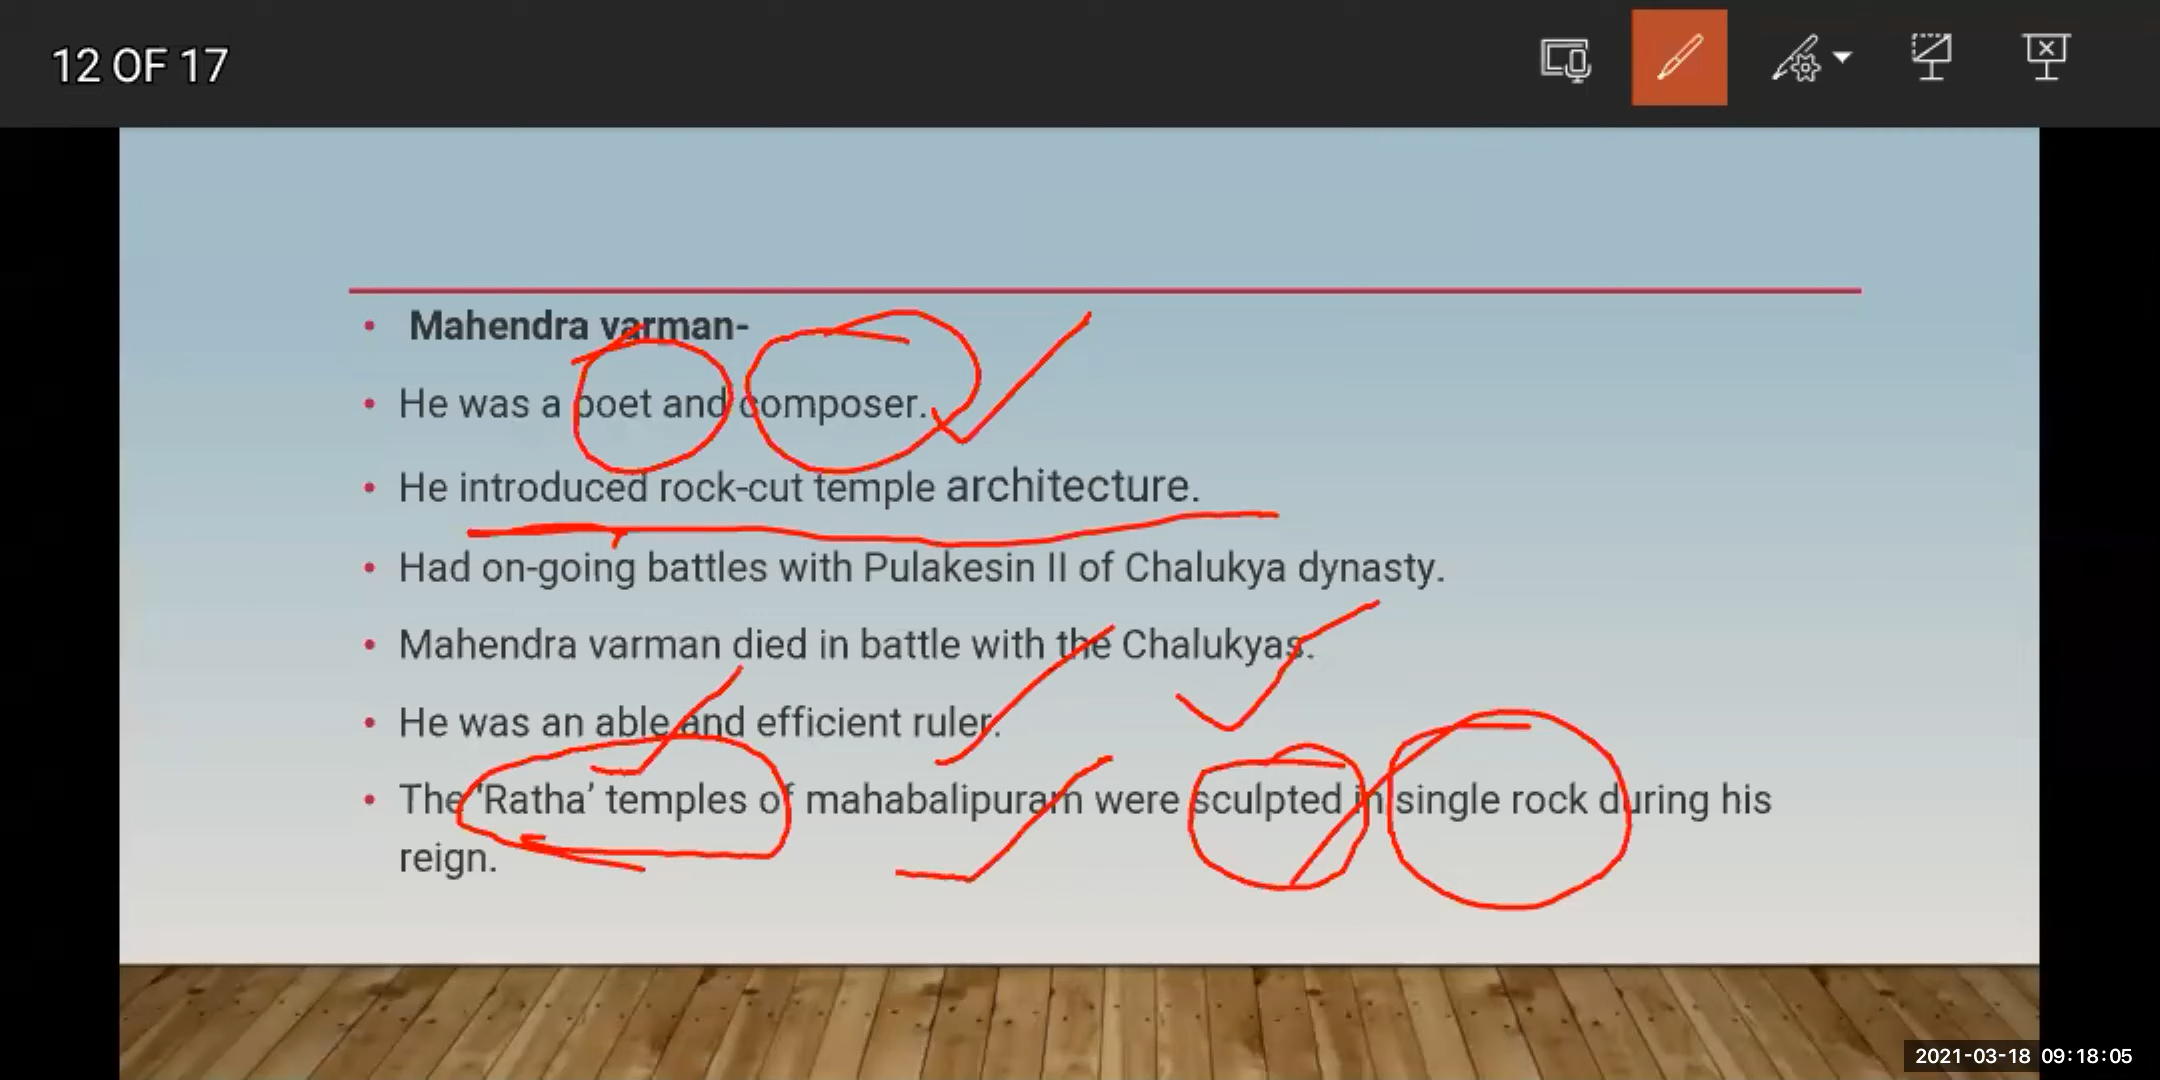 12 OF 17
Mahendra varman-
He was a poet and composer.
He introduced rock-cut temple architecture.
Had on-going battles with Pulakesin II of Chalukya dynasty.
Mahendra varman died in battle with the Chalukyas.
He was an able and efficient ruler.
The 'Ratha' temples of mahabalipuram were sculpted in single rock during his
reign.
2021-03-18 09:18:05